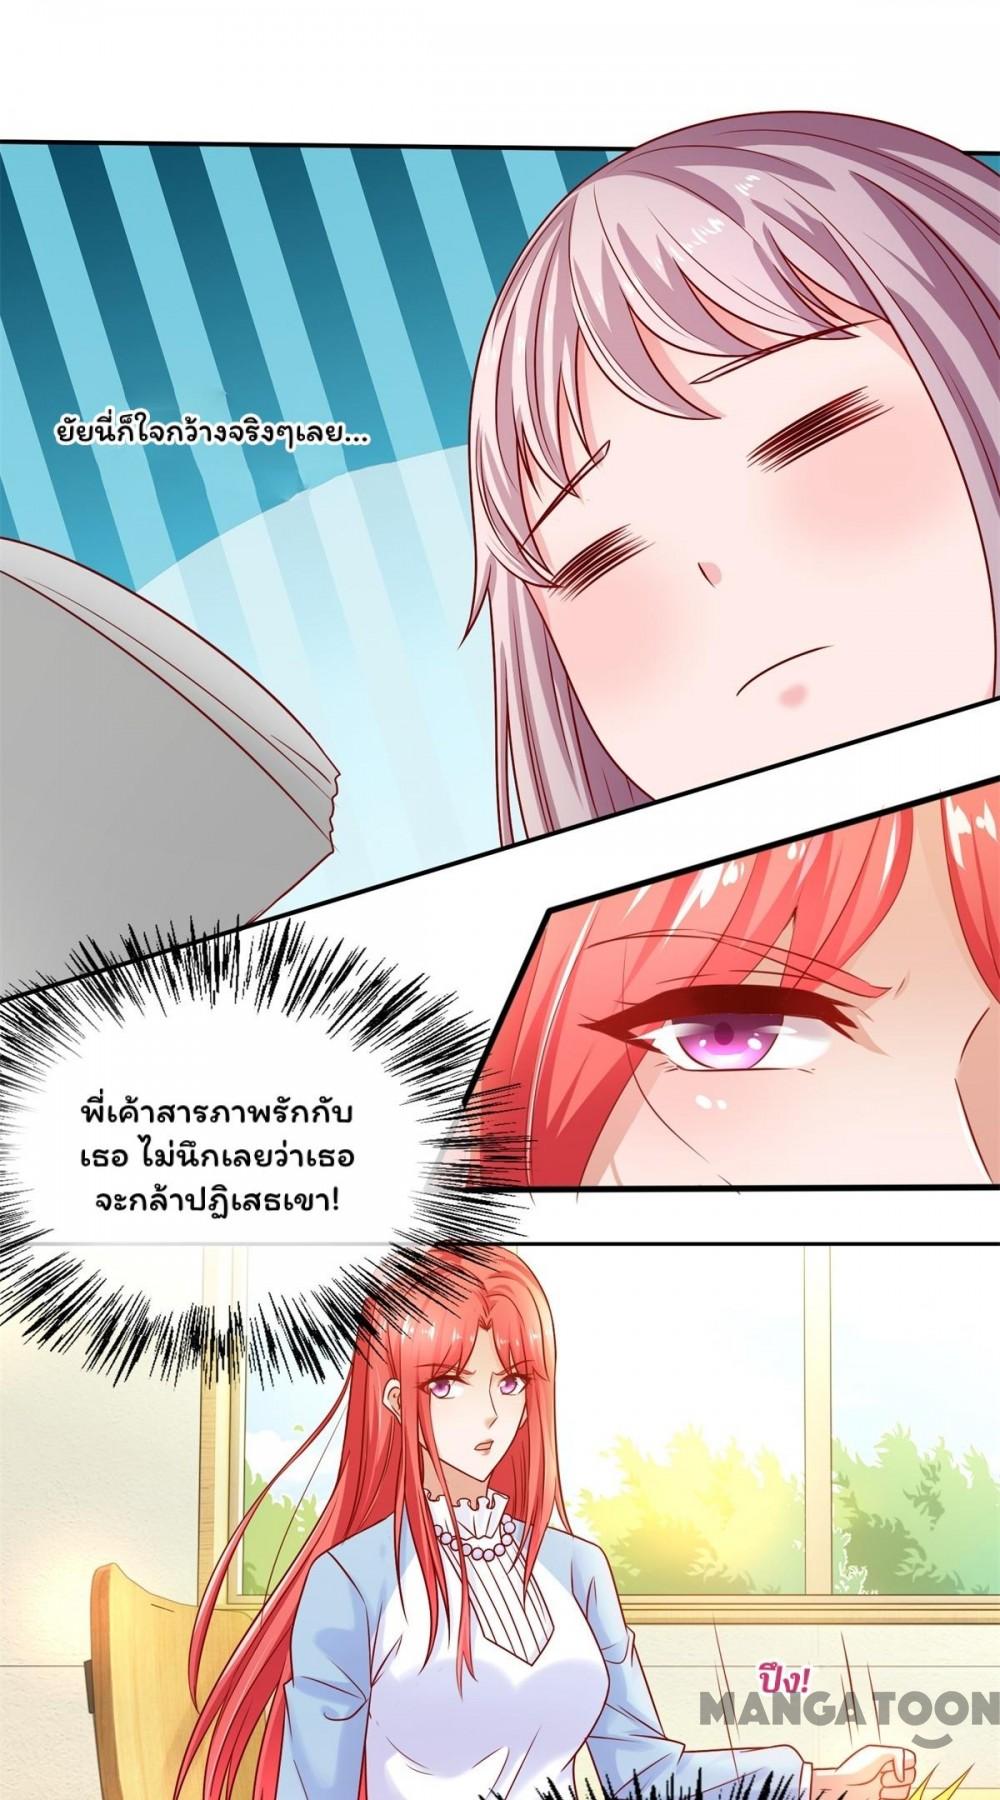 ยัยนี่ก็ใจกว้างจริงๆเลย...
พี่เค้าสารภาพรักกับ
เธอ ไม่นึกเลยว่าเธอ
จะกล้าปฏิเสธเขา!
ปึง!
MANGATOON